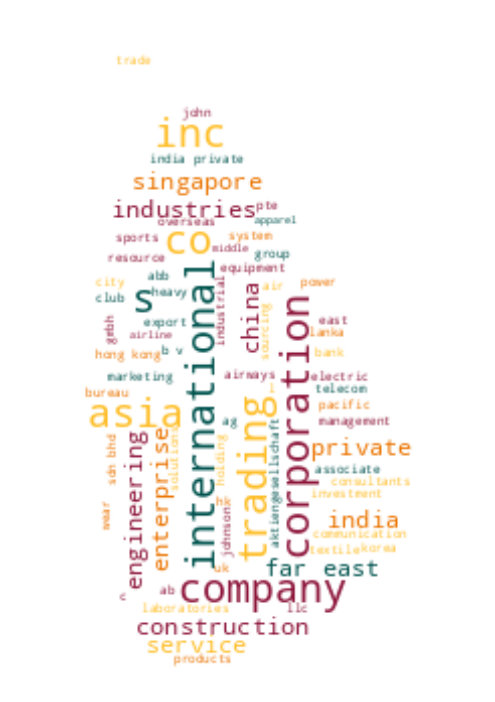 trade
john
inc
india private
singapore
industries pte
overseas apparel
sports co system
middle
resource group
equipment
abb
city air power
club s heavy
industrial
china
gmbh export sourcing east
airline lanka
hong kong b v bank
international
corporation
marketing airways electric
telecom
bureau l
pacific
asia ag management
trading
engineering
enterprise
solutions
holding
aktiengesellschaft
private
sdn bhd associate
consultants
investment
wear hk
india
johnson
communication
textile korea
uk far east
c ab company
laboratories llc
construction
service
products